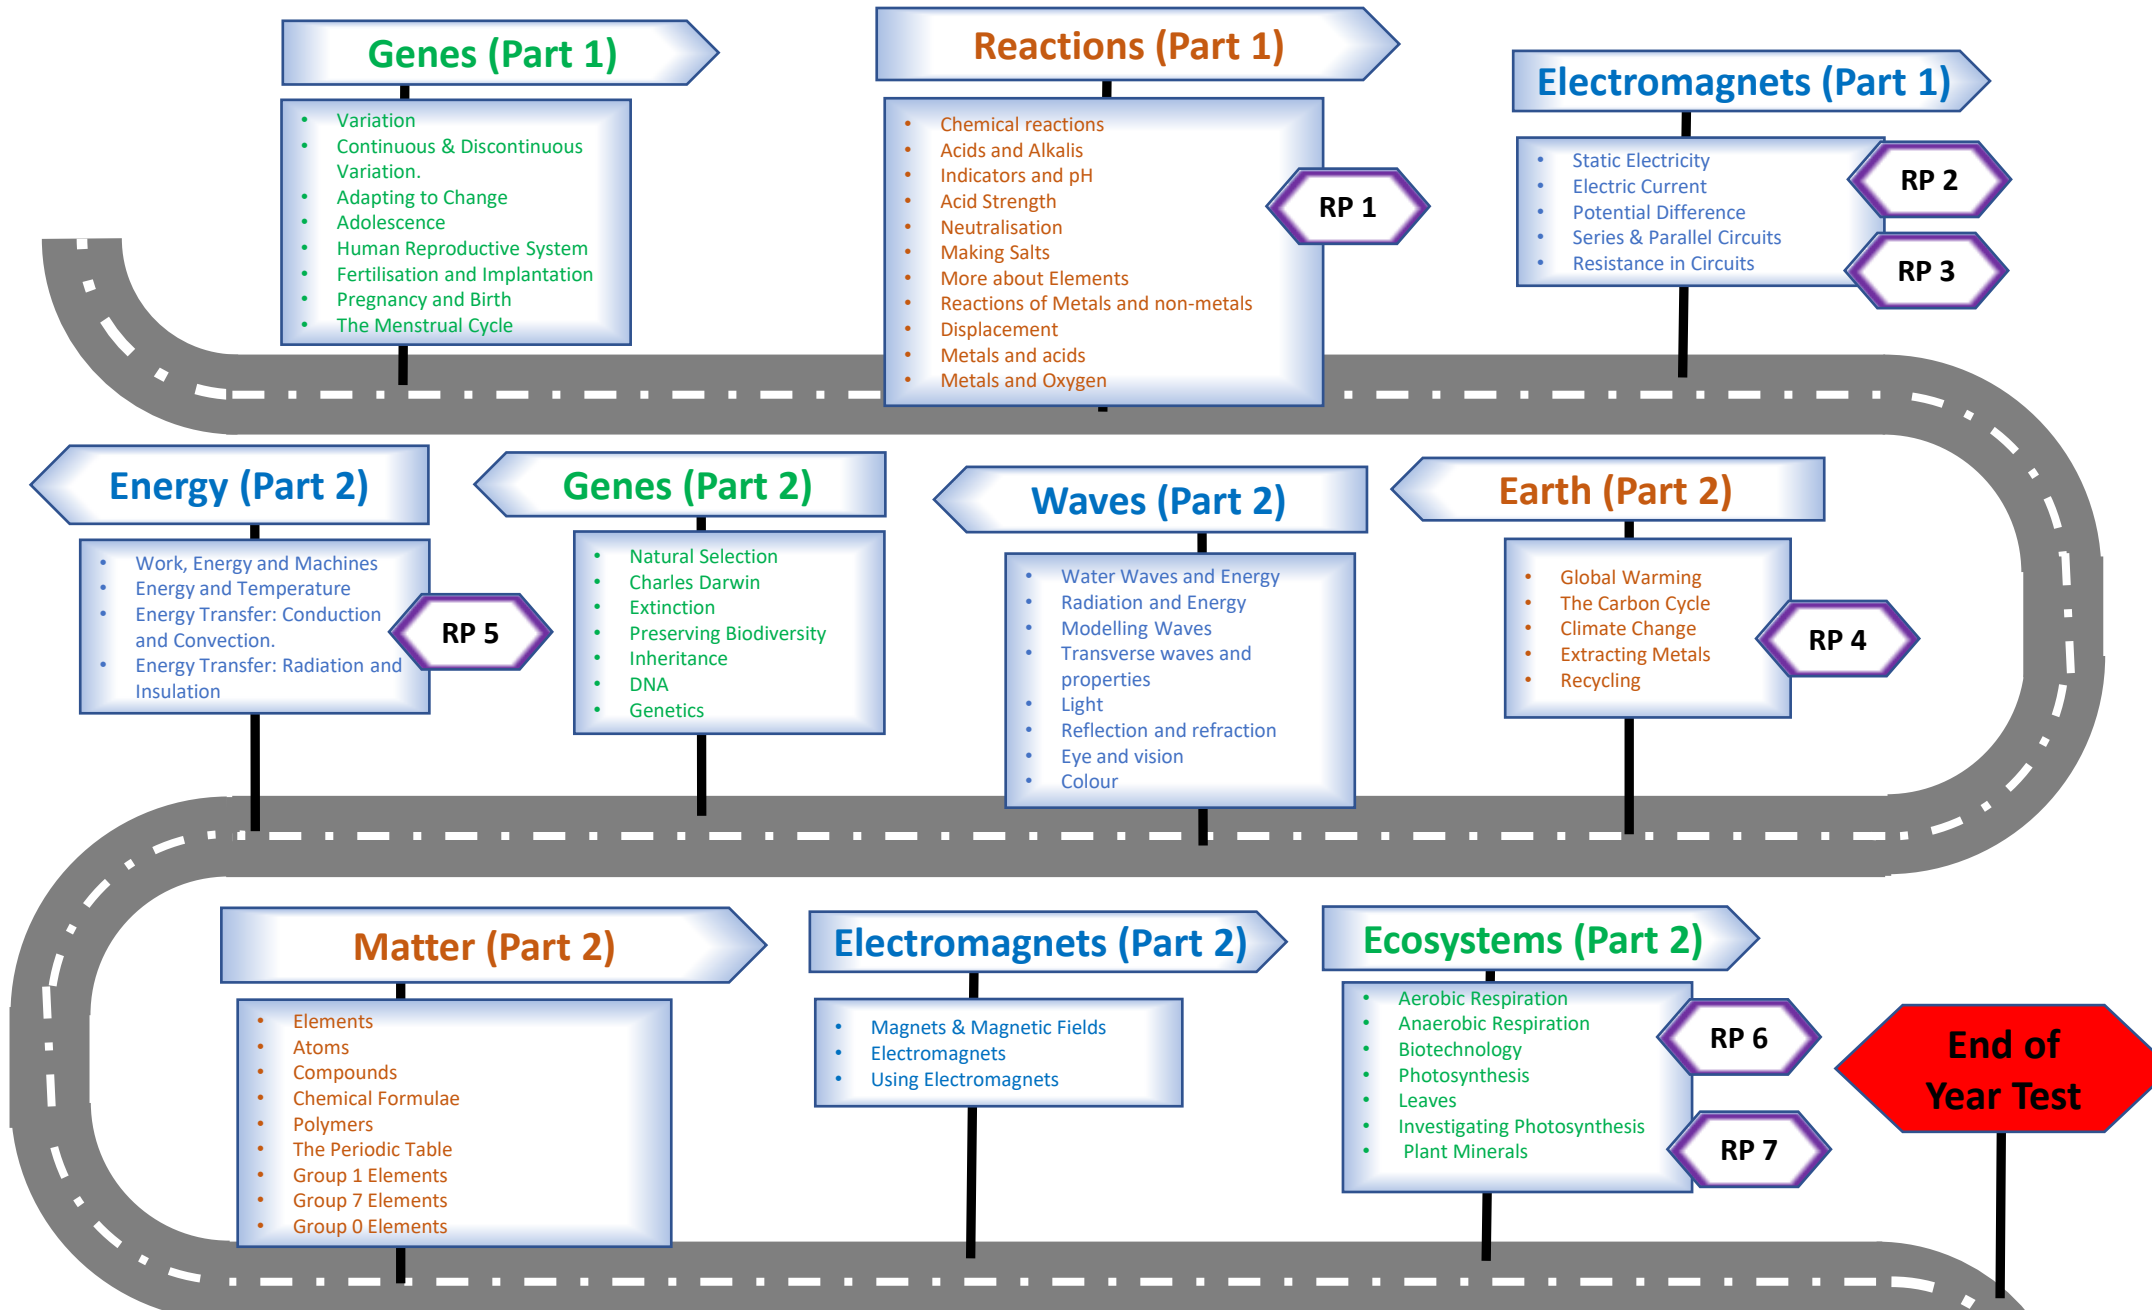 Genes (Part 1)
• Variation
• Continuous & Discontinuous
Variation.
• Adapting to Change
• Adolescence
• Human Reproductive System
• Fertilisation and Implantation
• Pregnancy and Birth
• The Menstrual Cycle
Reactions (Part 1)
• Chemical reactions
• Acids and Alkalis
• Indicators and pH
• Acid Strength
• Neutralisation
• Making Salts
• More about Elements
• Reactions of Metals and non-metals
• Displacement
• Metals and acids
• Metals and Oxygen
RP 1
Electromagnets (Part 1)
• Static Electricity
• Electric Current
• Potential Difference
• Series & Parallel Circuits
• Resistance in Circuits
RP 2
RP 3
Energy (Part 2)
• Work, Energy and Machines
• Energy and Temperature
• Energy Transfer: Conduction
and Convection.
• Energy Transfer: Radiation and
Insulation
RP 5
Genes (Part 2)
• Natural Selection
• Charles Darwin
• Extinction
• Preserving Biodiversity
• Inheritance
• DNA
• Genetics
Waves (Part 2)
• Water Waves and Energy
• Radiation and Energy
• Modelling Waves
• Transverse waves and
properties
• Light
• Reflection and refraction
• Eye and vision
• Colour
Earth (Part 2)
• Global Warming
• The Carbon Cycle
• Climate Change
• Extracting Metals
• Recycling
RP 4
Matter (Part 2)
• Elements
• Atoms
• Compounds
• Chemical Formulae
• Polymers
• The Periodic Table
• Group 1 Elements
• Group 7 Elements
• Group 0 Elements
Electromagnets (Part 2)
• Magnets & Magnetic Fields
• Electromagnets
• Using Electromagnets
Ecosystems (Part 2)
• Aerobic Respiration
• Anaerobic Respiration
• Biotechnology
• Photosynthesis
• Leaves
• Investigating Photosynthesis
• Plant Minerals
RP 6
RP 7
End of
Year Test